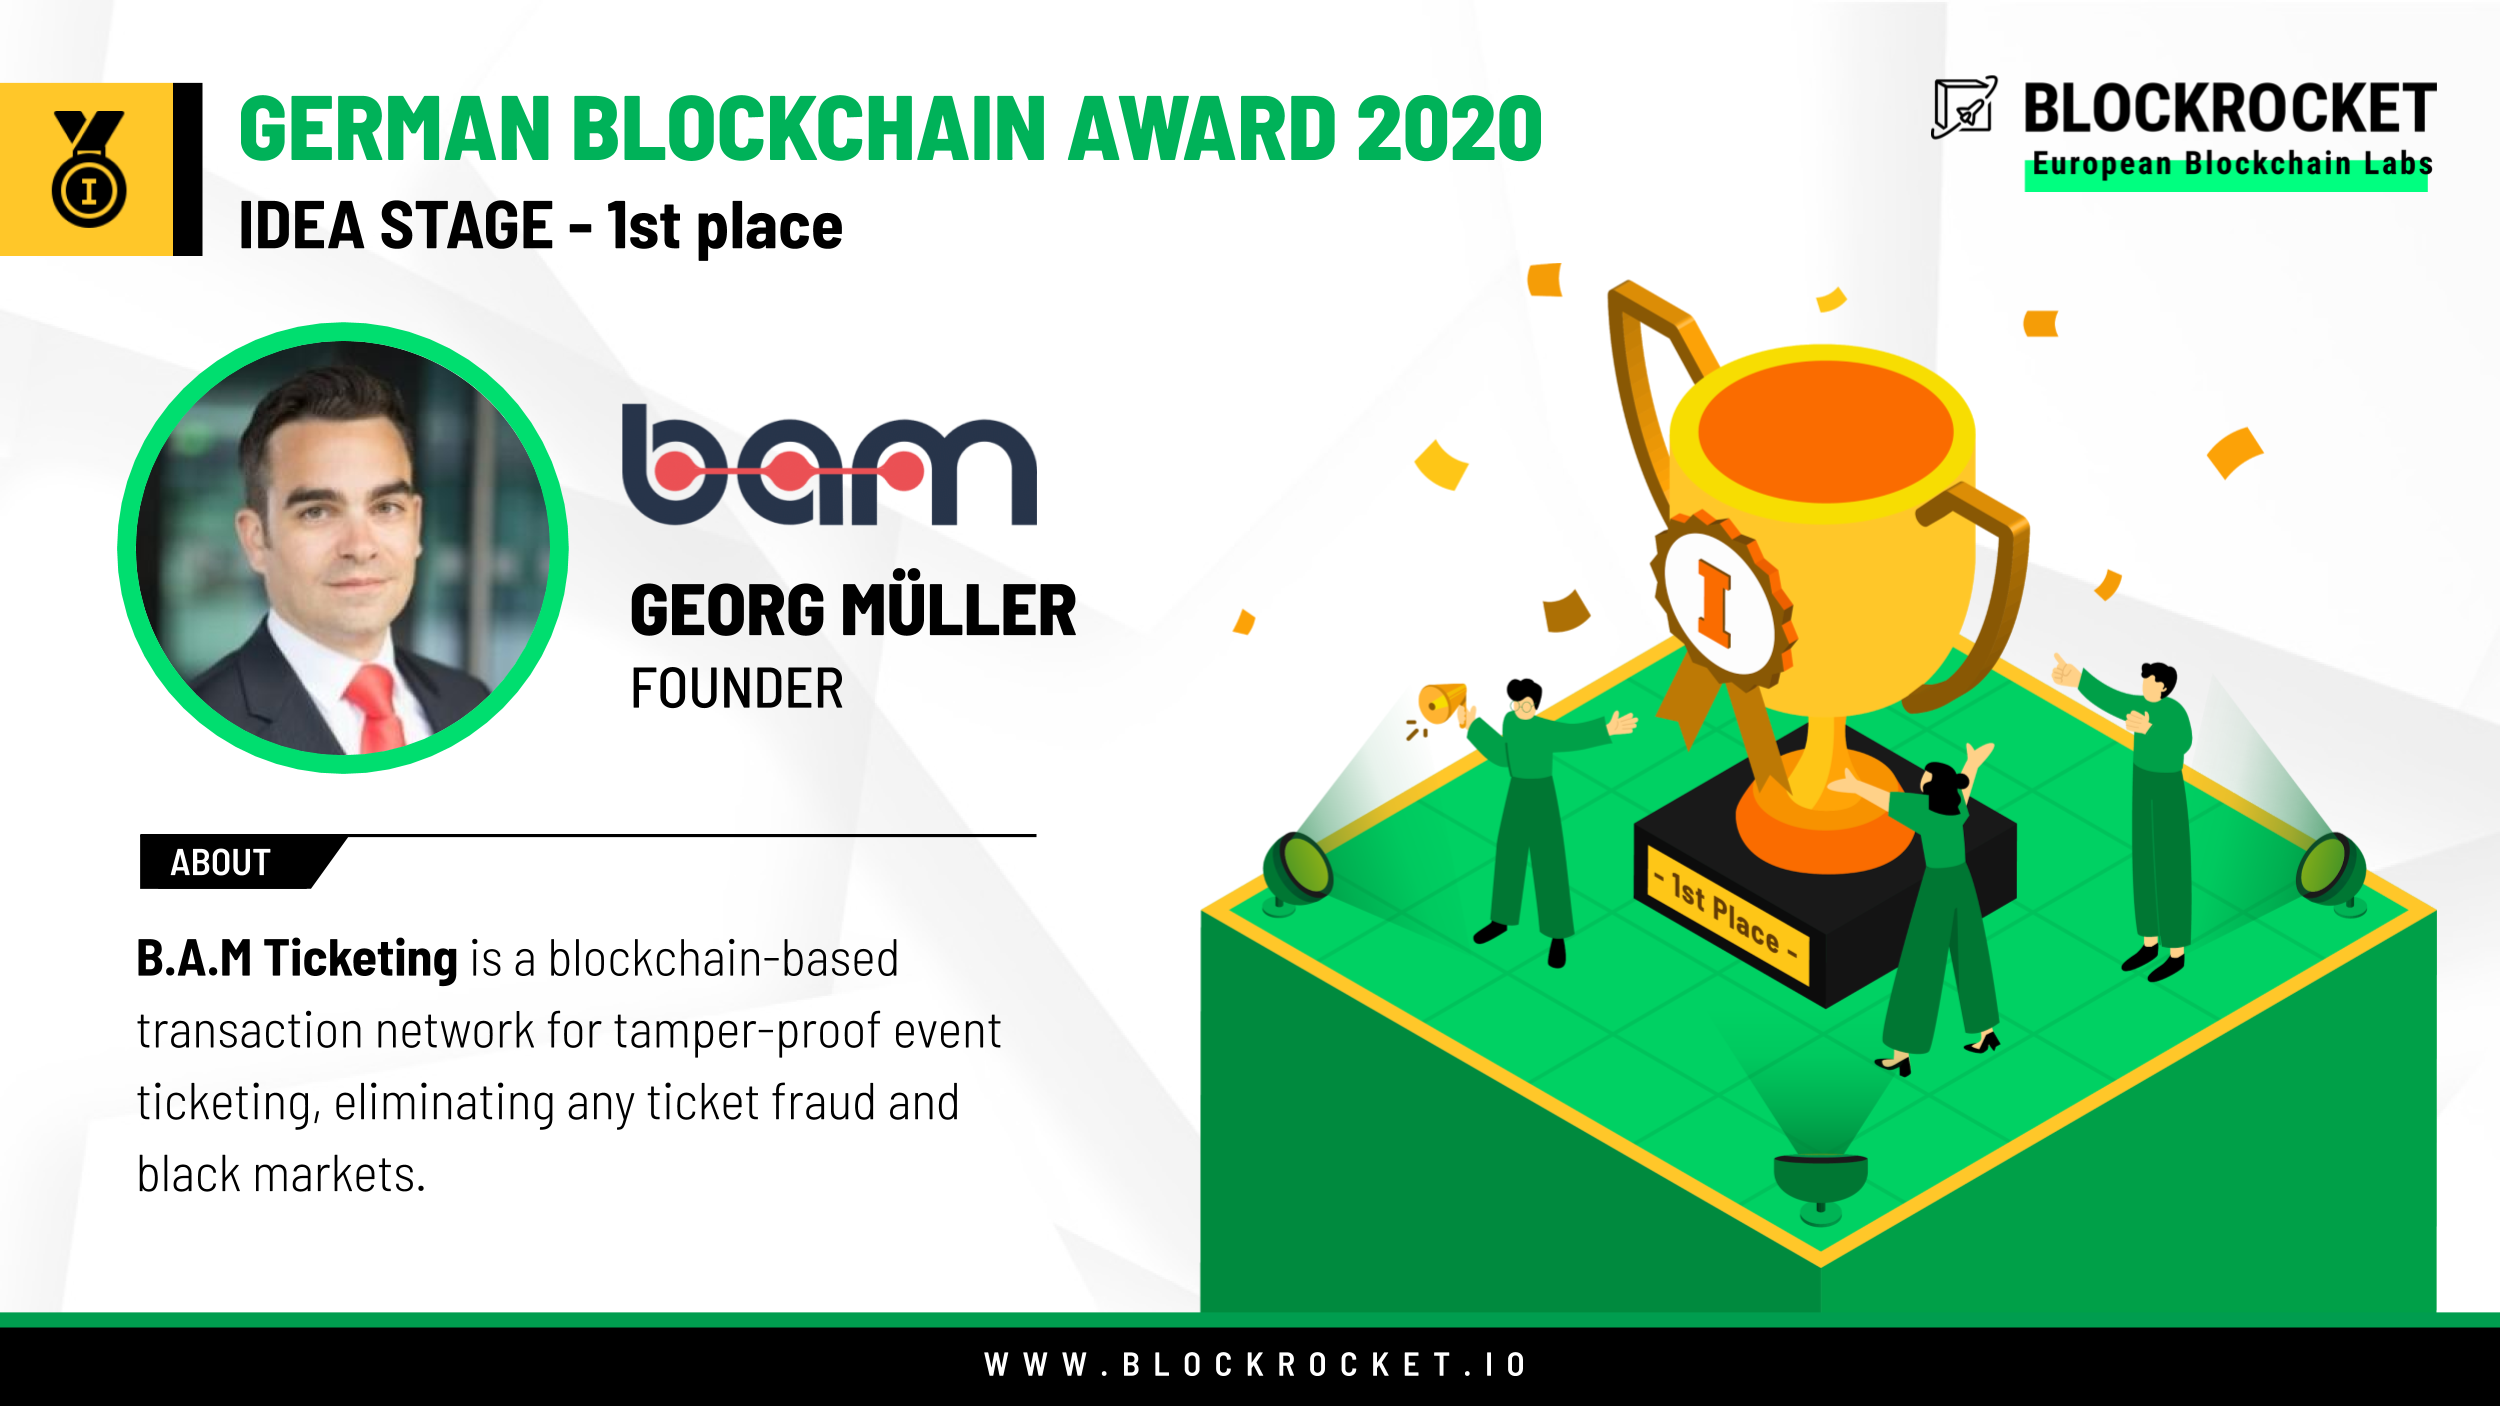 GERMAN BLOCKCHAIN AWARD 2020
IDEA STAGE - 1st place
I
BLOCKROCKET
European Blockchain Labs
bam
GEORG MÜLLER
FOUNDER
ABOUT
B.A.M Ticketing is a blockchain-based
transaction network for tamper-proof event
ticketing, eliminating any ticket fraud and
black markets.
I
- 1st Place -
WWW.BLOCKROCKET.IO